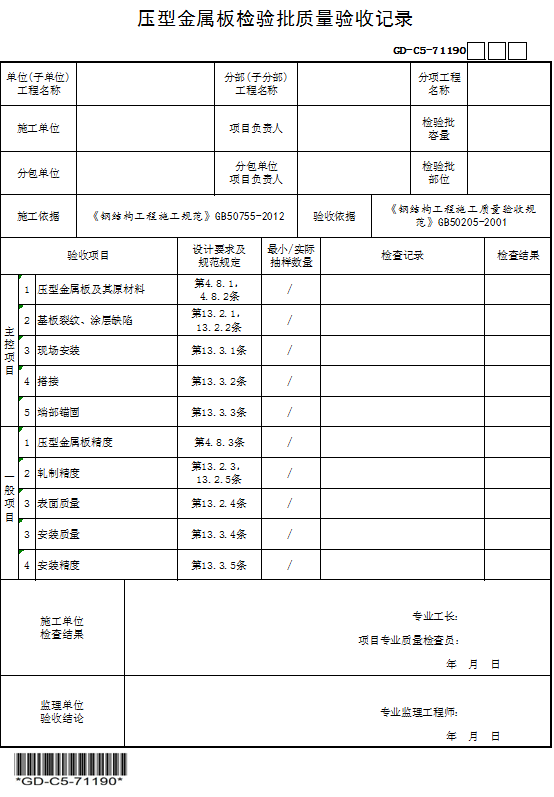 压型金属板检验批质量验收记录
GD-C5-71190
单位(子单位)
工程名称
分部(子分部)
工程名称
分项工程
名称
施工单位
项目负责人
检验批
容量
分包单位
分包单位
项目负责人
检验批
部位
施工依据
《钢结构工程施工规范》GB50755-2012
验收依据
《钢结构工程施工质量验收规
范》GB50205-2001
验收项目
设计要求及
规范规定
最小/实际
抽样数量
检查记录
检查结果
主控项目
1 压型金属板及其原材料 第4.8.1,
4.8.2条 /
2 基板裂纹、涂层缺陷 第13.2.1,
13.2.2条 /
3 现场安装 第13.3.1条 /
4 搭接 第13.3.2条 /
5 端部锚固 第13.3.3条 /
一般项目
1 压型金属板精度 第4.8.3条 /
2 轧制精度 第13.2.3,
13.2.5条 /
3 表面质量 第13.2.4条 /
3 安装质量 第13.3.4条 /
4 安装精度 第13.3.5条 /
施工单位
检查结果
专业工长:
项目专业质量检查员:
年 月 日
监理单位
验收结论
专业监理工程师:
年 月 日
*GD-C5-71190*